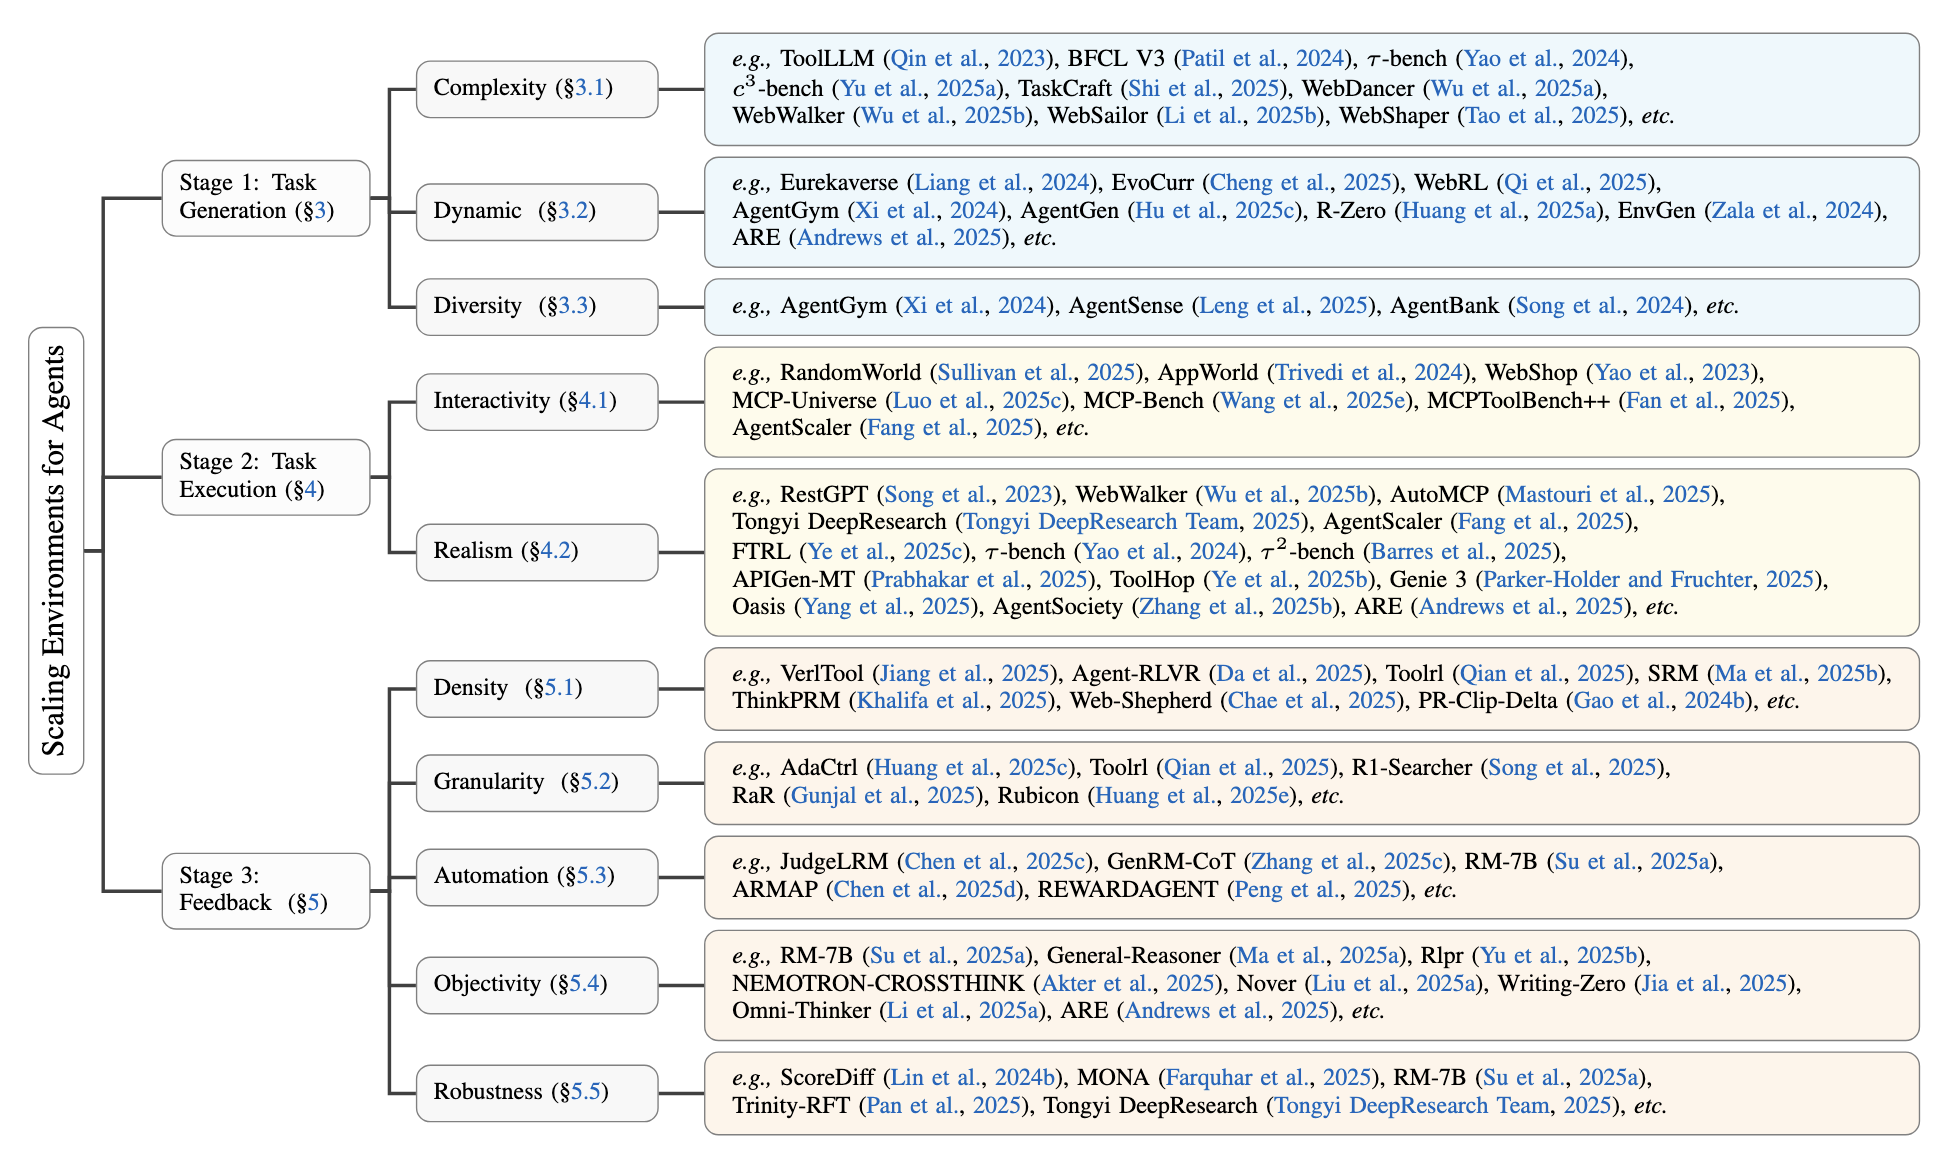 Scaling Environments for Agents
Stage 1: Task
Generation (§3)
Complexity (§3.1)
e.g., ToolLLM (Qin et al., 2023), BFCL V3 (Patil et al., 2024), τ-bench (Yao et al., 2024),
c³-bench (Yu et al., 2025a), TaskCraft (Shi et al., 2025), WebDancer (Wu et al., 2025a),
WebWalker (Wu et al., 2025b), WebSailor (Li et al., 2025b), WebShaper (Tao et al., 2025), etc.
Dynamic (§3.2)
e.g., Eurekaverse (Liang et al., 2024), EvoCurr (Cheng et al., 2025), WebRL (Qi et al., 2025),
AgentGym (Xi et al., 2024), AgentGen (Hu et al., 2025c), R-Zero (Huang et al., 2025a), EnvGen (Zala et al., 2024),
ARE (Andrews et al., 2025), etc.
Diversity (§3.3)
e.g., AgentGym (Xi et al., 2024), AgentSense (Leng et al., 2025), AgentBank (Song et al., 2024), etc.
Stage 2: Task
Execution (§4)
Interactivity (§4.1)
e.g., RandomWorld (Sullivan et al., 2025), AppWorld (Trivedi et al., 2024), WebShop (Yao et al., 2023),
MCP-Universe (Luo et al., 2025c), MCP-Bench (Wang et al., 2025e), MCPToolBench++ (Fan et al., 2025),
AgentScaler (Fang et al., 2025), etc.
Realism (§4.2)
e.g., RestGPT (Song et al., 2023), WebWalker (Wu et al., 2025b), AutoMCP (Mastouri et al., 2025),
Tongyi DeepResearch (Tongyi DeepResearch Team, 2025), AgentScaler (Fang et al., 2025),
FTRL (Ye et al., 2025c), τ-bench (Yao et al., 2024), τ²-bench (Barres et al., 2025),
APIGen-MT (Prabhakar et al., 2025), ToolHop (Ye et al., 2025b), Genie 3 (Parker-Holder and Fruchter, 2025),
Oasis (Yang et al., 2025), AgentSociety (Zhang et al., 2025b), ARE (Andrews et al., 2025), etc.
Stage 3:
Feedback (§5)
Density (§5.1)
e.g., VerlTool (Jiang et al., 2025), Agent-RLVR (Da et al., 2025), Toolrl (Qian et al., 2025), SRM (Ma et al., 2025b),
ThinkPRM (Khalifa et al., 2025), Web-Shepherd (Chae et al., 2025), PR-Clip-Delta (Gao et al., 2024b), etc.
Granularity (§5.2)
e.g., AdaCtrl (Huang et al., 2025c), Toolrl (Qian et al., 2025), R1-Searcher (Song et al., 2025),
RaR (Gunjal et al., 2025), Rubicon (Huang et al., 2025e), etc.
Automation (§5.3)
e.g., JudgeLRM (Chen et al., 2025c), GenRM-CoT (Zhang et al., 2025c), RM-7B (Su et al., 2025a),
ARMAP (Chen et al., 2025d), REWARDAGENT (Peng et al., 2025), etc.
Objectivity (§5.4)
e.g., RM-7B (Su et al., 2025a), General-Reasoner (Ma et al., 2025a), Rlpr (Yu et al., 2025b),
NEMOTRON-CROSSTHINK (Akter et al., 2025), Nover (Liu et al., 2025a), Writing-Zero (Jia et al., 2025),
Omni-Thinker (Li et al., 2025a), ARE (Andrews et al., 2025), etc.
Robustness (§5.5)
e.g., ScoreDiff (Lin et al., 2024b), MONA (Farquhar et al., 2025), RM-7B (Su et al., 2025a),
Trinity-RFT (Pan et al., 2025), Tongyi DeepResearch (Tongyi DeepResearch Team, 2025), etc.